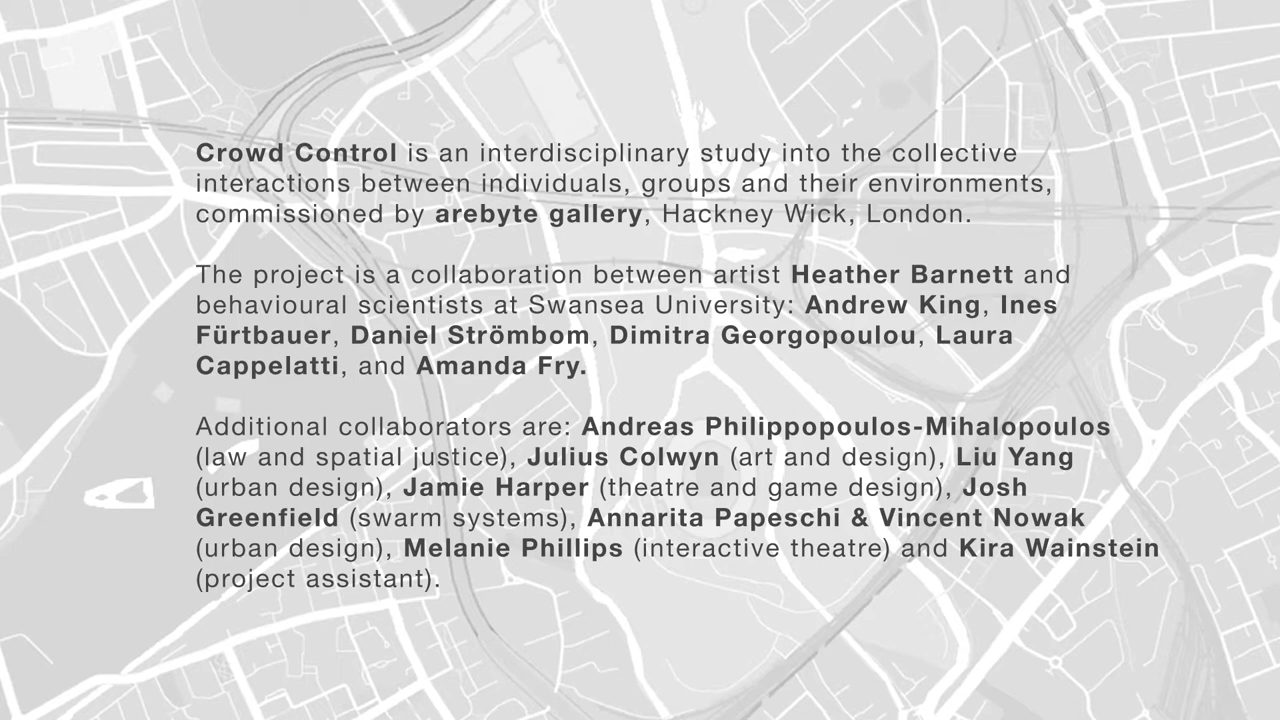 Crowd Control is an interdisciplinary study into the collective
interactions between individuals, groups and their environments,
commissioned by arebyte gallery, Hackney Wick, London.
The project is a collaboration between artist Heather Barnett and
behavioural scientists at Swansea University: Andrew King, Ines
Fürtbauer, Daniel Strömbom, Dimitra Georgopoulou, Laura
Cappelatti, and Amanda Fry.
Additional collaborators are: Andreas Philippopoulos-Mihalopoulos
(law and spatial justice), Julius Colwyn (art and design), Liu Yang
(urban design), Jamie Harper (theatre and game design), Josh
Greenfield (swarm systems), Annarita Papeschi & Vincent Nowak
(urban design), Melanie Phillips (interactive theatre) and Kira Wainstein
(project assistant).